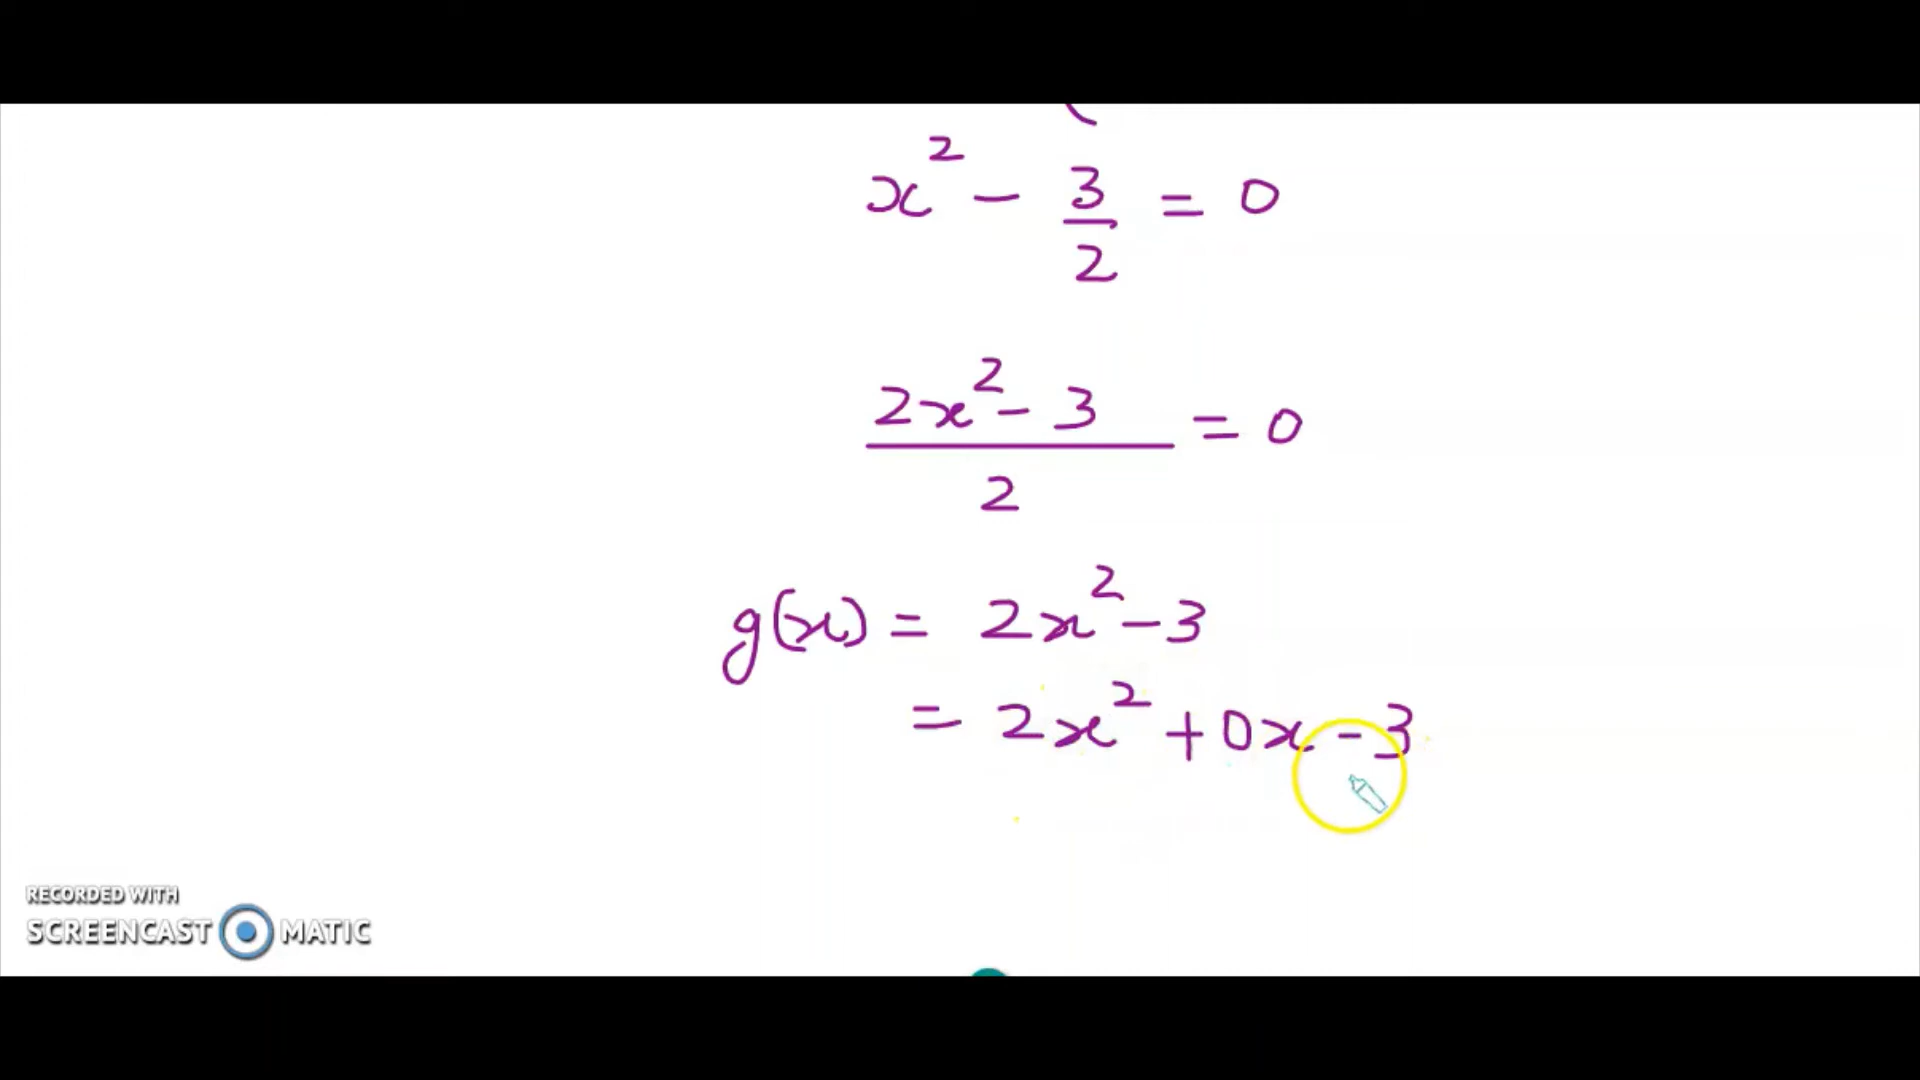 x² - 3/2 = 0
2x² - 3 / 2 = 0
g(x) = 2x² - 3
= 2x² + 0x - 3
RECORDED WITH
SCREENCAST MATIC